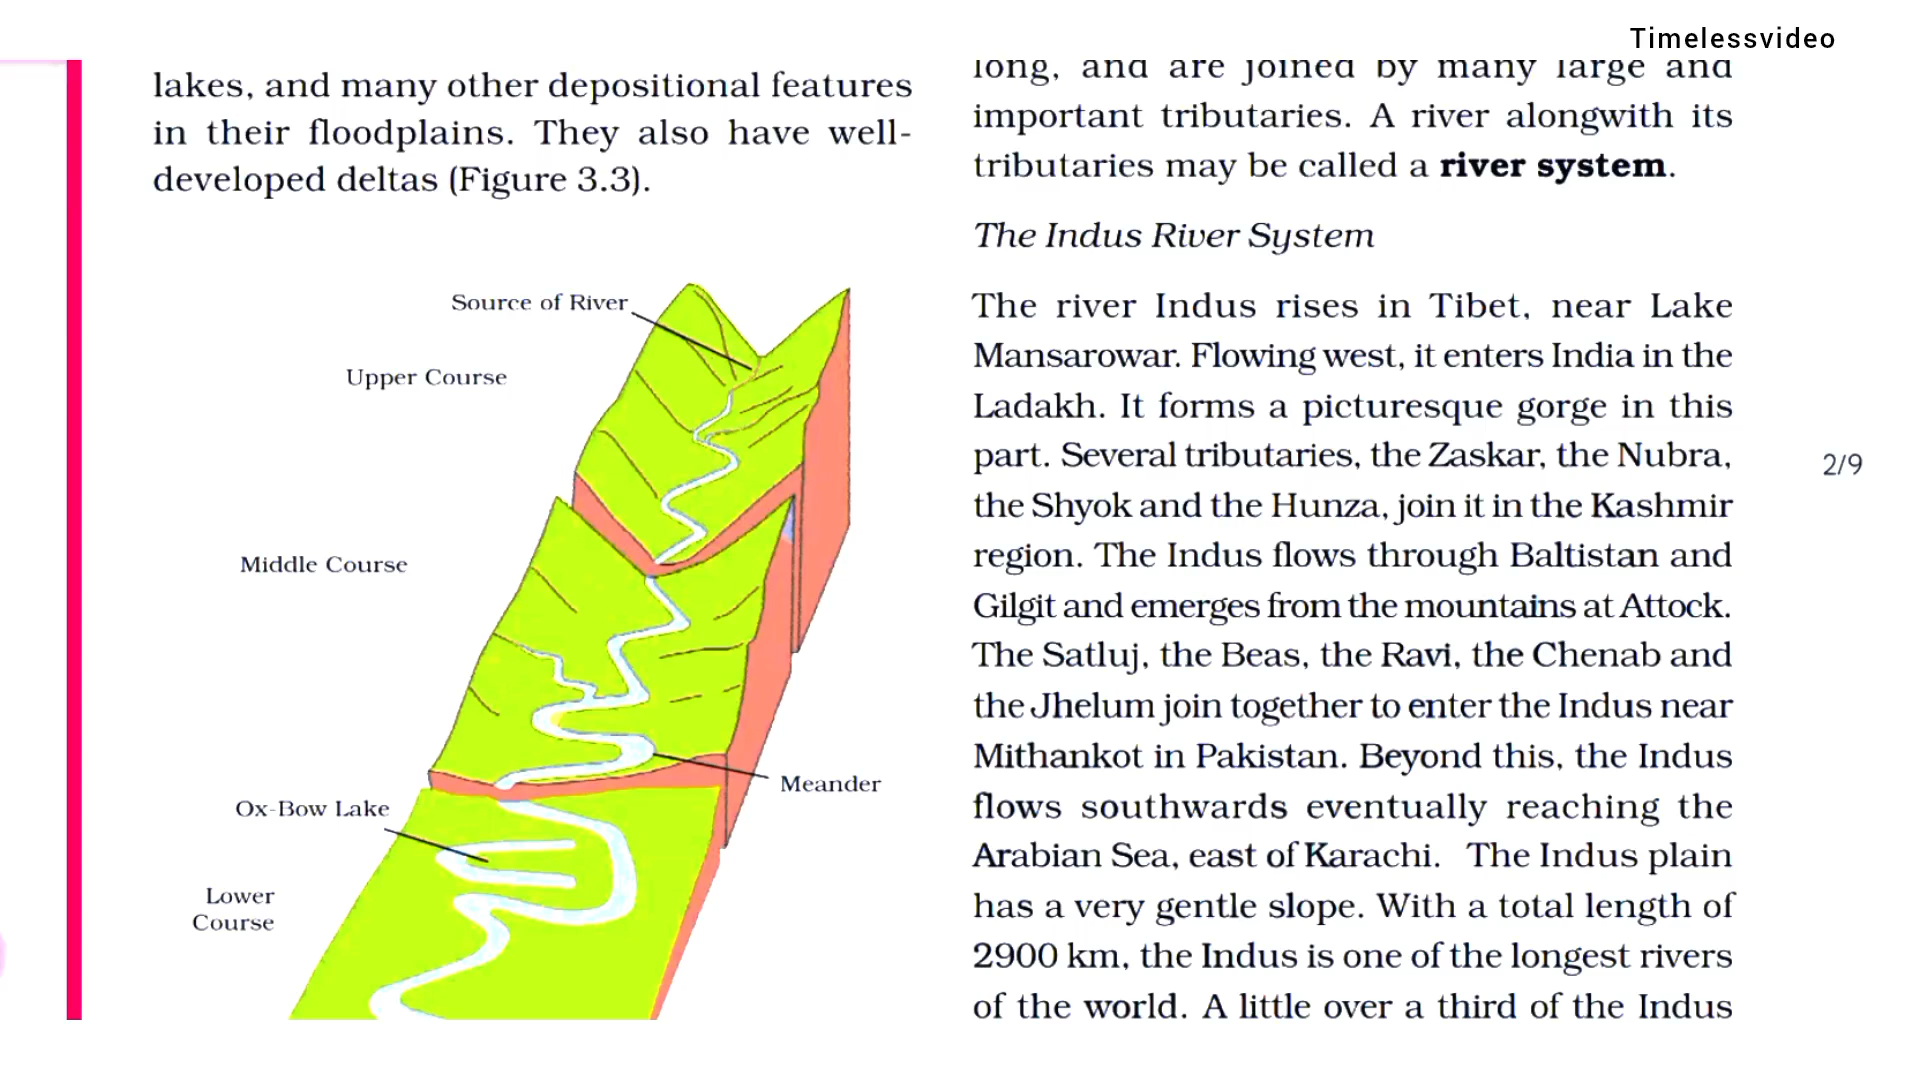 Timelessvideo
lakes, and many other depositional features
in their floodplains. They also have well-
developed deltas (Figure 3.3).
Source of River
Upper Course
Middle Course
Meander
Ox-Bow Lake
Lower
Course
long, and are joined by many large and
important tributaries. A river alongwith its
tributaries may be called a river system.
The Indus River System
The river Indus rises in Tibet, near Lake
Mansarowar. Flowing west, it enters India in the
Ladakh. It forms a picturesque gorge in this
part. Several tributaries, the Zaskar, the Nubra,
the Shyok and the Hunza, join it in the Kashmir
region. The Indus flows through Baltistan and
Gilgit and emerges from the mountains at Attock.
The Satluj, the Beas, the Ravi, the Chenab and
the Jhelum join together to enter the Indus near
Mithankot in Pakistan. Beyond this, the Indus
flows southwards eventually reaching the
Arabian Sea, east of Karachi. The Indus plain
has a very gentle slope. With a total length of
2900 km, the Indus is one of the longest rivers
of the world. A little over a third of the Indus
2/9